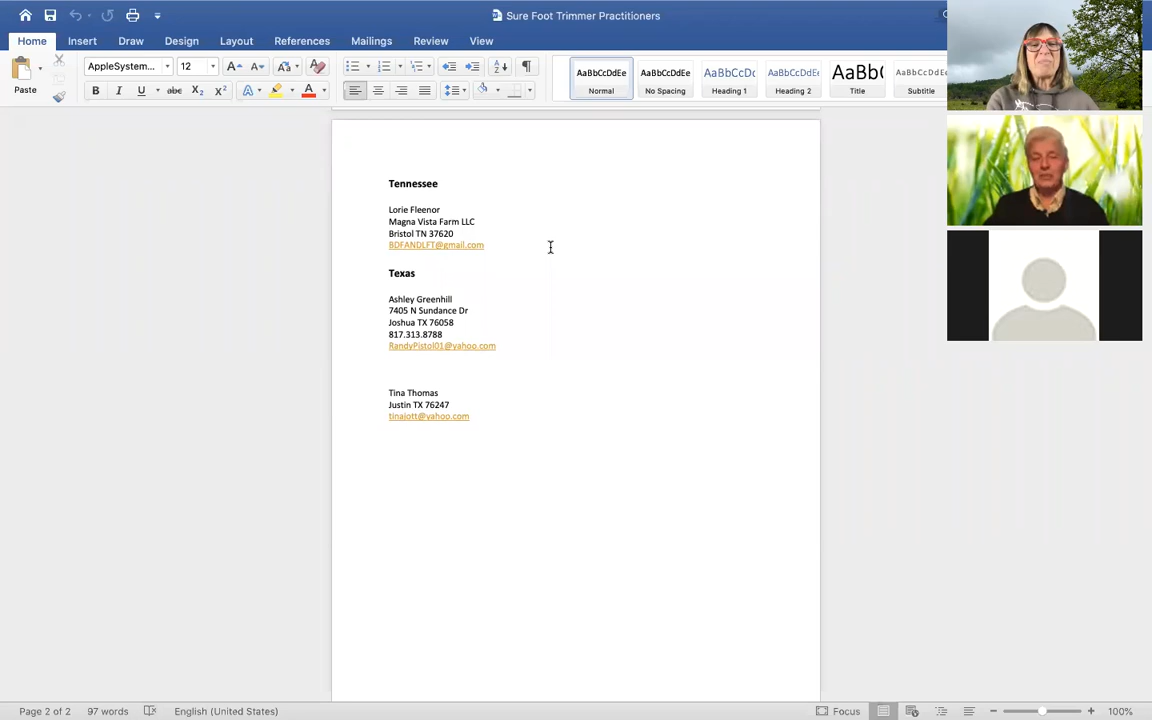 Sure Foot Trimmer Practitioners
Home Insert Draw Design Layout References Mailings Review View
Paste
AppleSystem... 12
AaBbCcDdEe AaBbCcDdEe AaBbCcDc AaBbCcDdEe AaBb( AaBbCcDdEe
Normal No Spacing Heading 1 Heading 2 Title Subtitle
Tennessee
Lorie Fleenor
Magna Vista Farm LLC
Bristol TN 37620
BDFANDLFT@gmail.com
Texas
Ashley Greenhill
7405 N Sundance Dr
Joshua TX 76058
817.313.8788
RandyPistol01@yahoo.com
Tina Thomas
Justin TX 76247
tinajott@yahoo.com
Page 2 of 2 97 words English (United States) Focus 100%